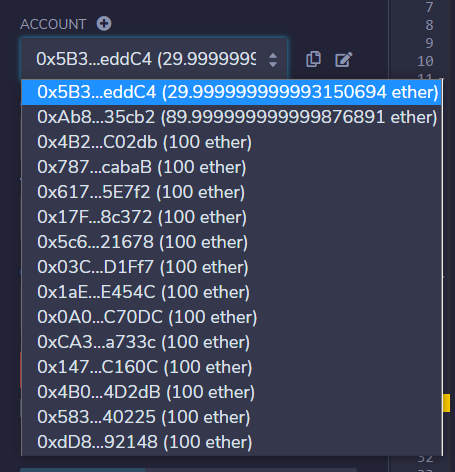 ACCOUNT
0x5B3...eddC4 (29.9999999
0x5B3...eddC4 (29.999999999993150694 ether)
0xAb8...35cb2 (89.999999999999876891 ether)
0x4B2...C02db (100 ether)
0x787...cabaB (100 ether)
0x617...5E7f2 (100 ether)
0x17F...8c372 (100 ether)
0x5c6...21678 (100 ether)
0x03C...D1Ff7 (100 ether)
0x1aE...E454C (100 ether)
0x0A0...C70DC (100 ether)
0xCA3...a733c (100 ether)
0x147...C160C (100 ether)
0x4B0...4D2dB (100 ether)
0x583...40225 (100 ether)
0xdD8...92148 (100 ether)
7
8
9
10
32